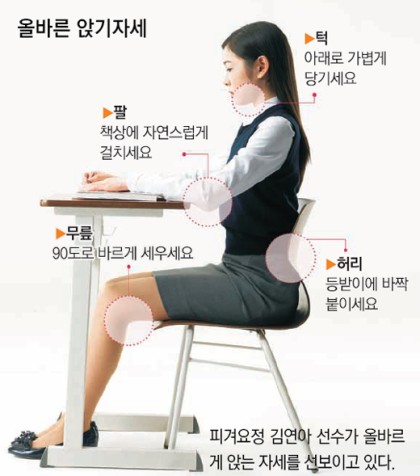 올바른 앉기자세
▶턱
아래로 가볍게
당기세요
▶팔
책상에 자연스럽게
걸치세요
▶무릎
90도로 바르게 세우세요
▶허리
등받이에 바짝
붙이세요
피겨요정 김연아 선수가 올바르
게 앉는 자세를 선보이고 있다.